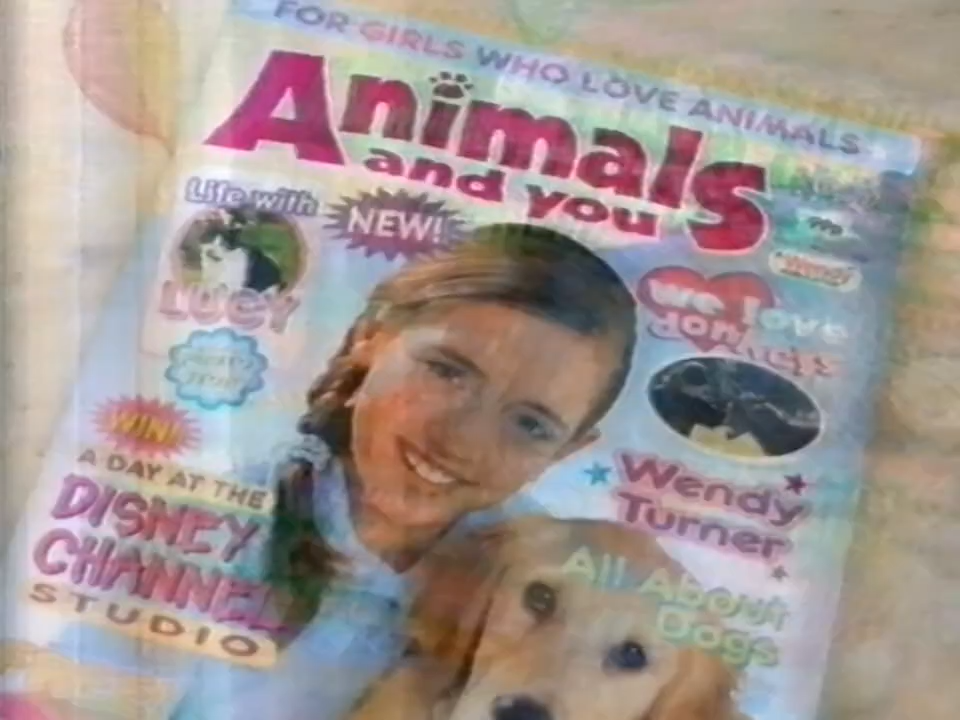 FOR GIRLS WHO LOVE ANIMALS
Animals
and you
Life with
LUCY
NEW!
Wendy
we love
donkeys
WIN!
A DAY AT THE
DISNEY
CHANNEL
STUDIO
Wendy
Turner
All About
Dogs